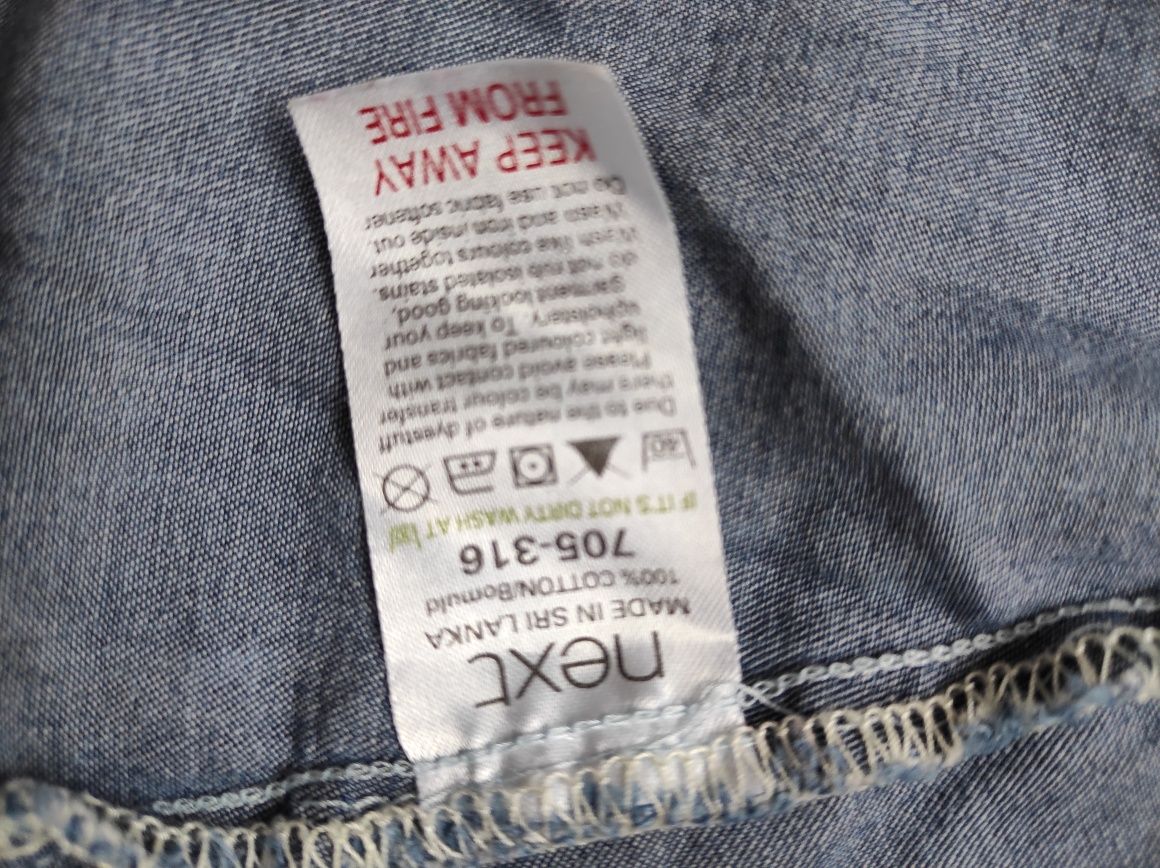 next
MADE IN SRI LANKA
100% COTTON/Bomuld
705-316
IF IT'S NOT DIRTY WASH AT
40
Due to the nature of dyestuff
there may be colour transfer
Please avoid contact with
light coloured fabrics and
upholstery. To keep your
garment looking good,
do not rub isolated stains.
Wash like colours together
Wash and iron inside out.
Do not use fabric softener
KEEP AWAY
FROM FIRE